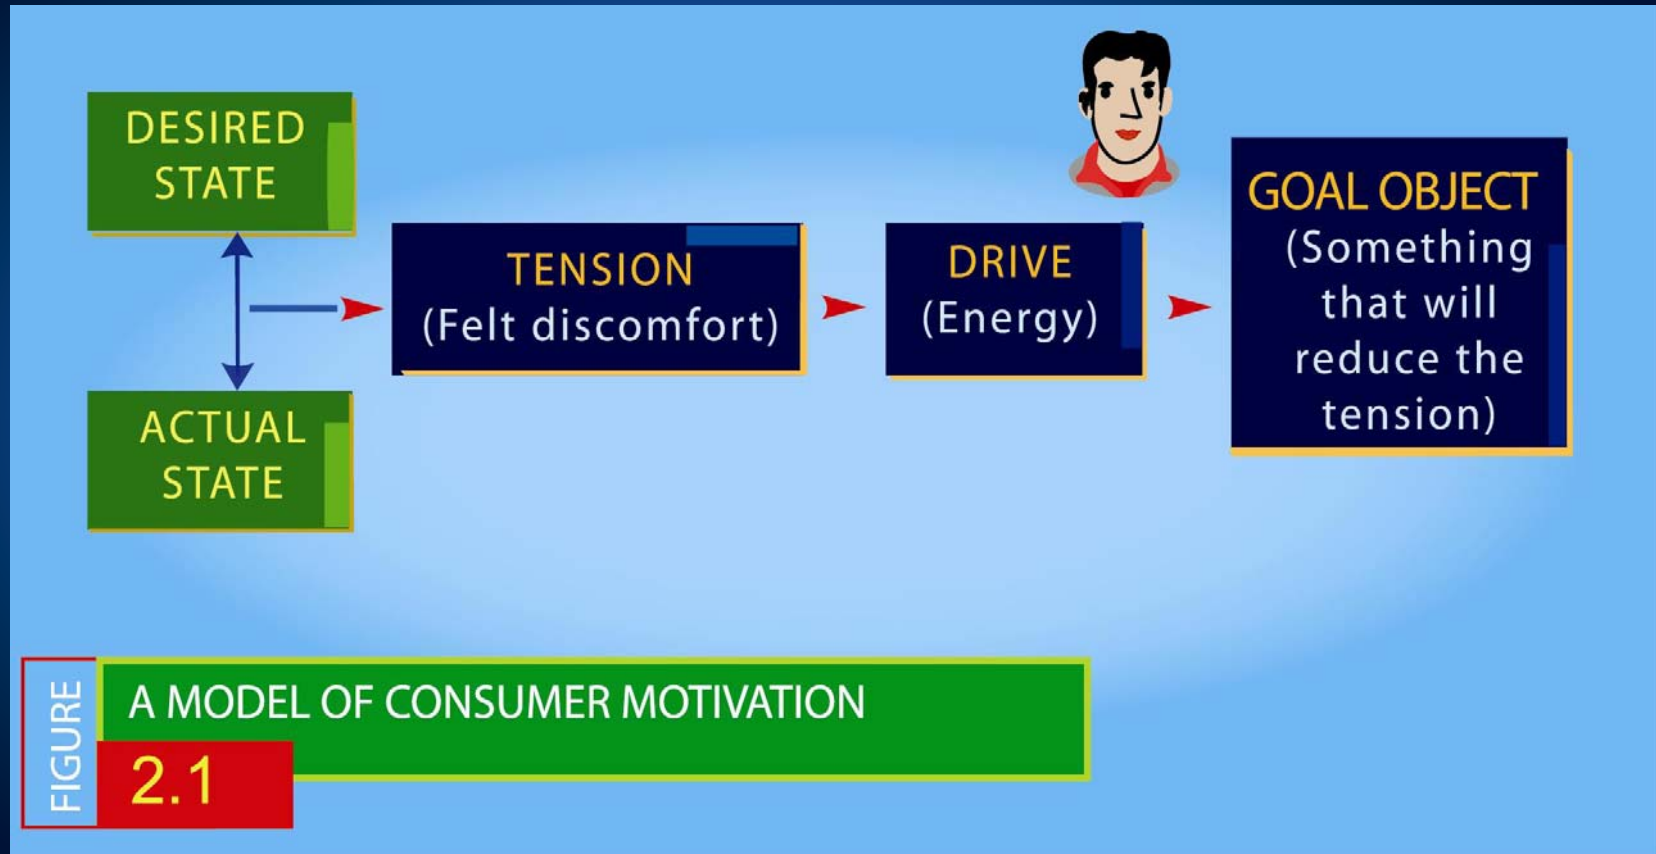 DESIRED
STATE
ACTUAL
STATE
TENSION
(Felt discomfort)
DRIVE
(Energy)
GOAL OBJECT
(Something
that will
reduce the
tension)
FIGURE
2.1
A MODEL OF CONSUMER MOTIVATION